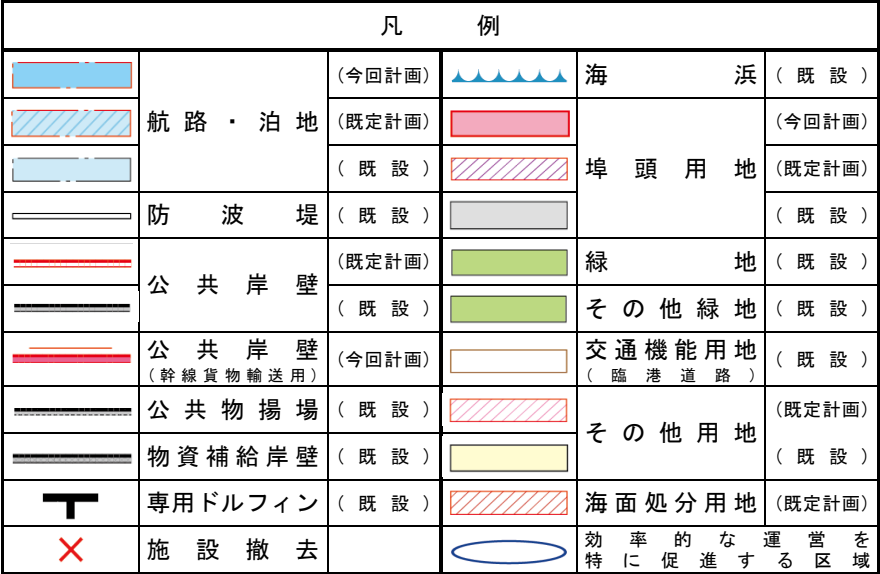 凡例
航路・泊地
(今回計画)
(既定計画)
(既設)
防波堤
(既設)
公共岸壁
(既定計画)
(既設)
公共岸壁
(幹線貨物輸送用)
(今回計画)
公共物揚場
(既設)
物資補給岸壁
(既設)
専用ドルフィン
(既設)
施設撤去
海浜
(既設)
埠頭用地
(今回計画)
(既定計画)
(既設)
緑地
(既設)
その他緑地
(既設)
交通機能用地
(臨港道路)
(既設)
その他用地
(既定計画)
(既設)
海面処分用地
(既定計画)
効率的な運営を
特に促進する区域